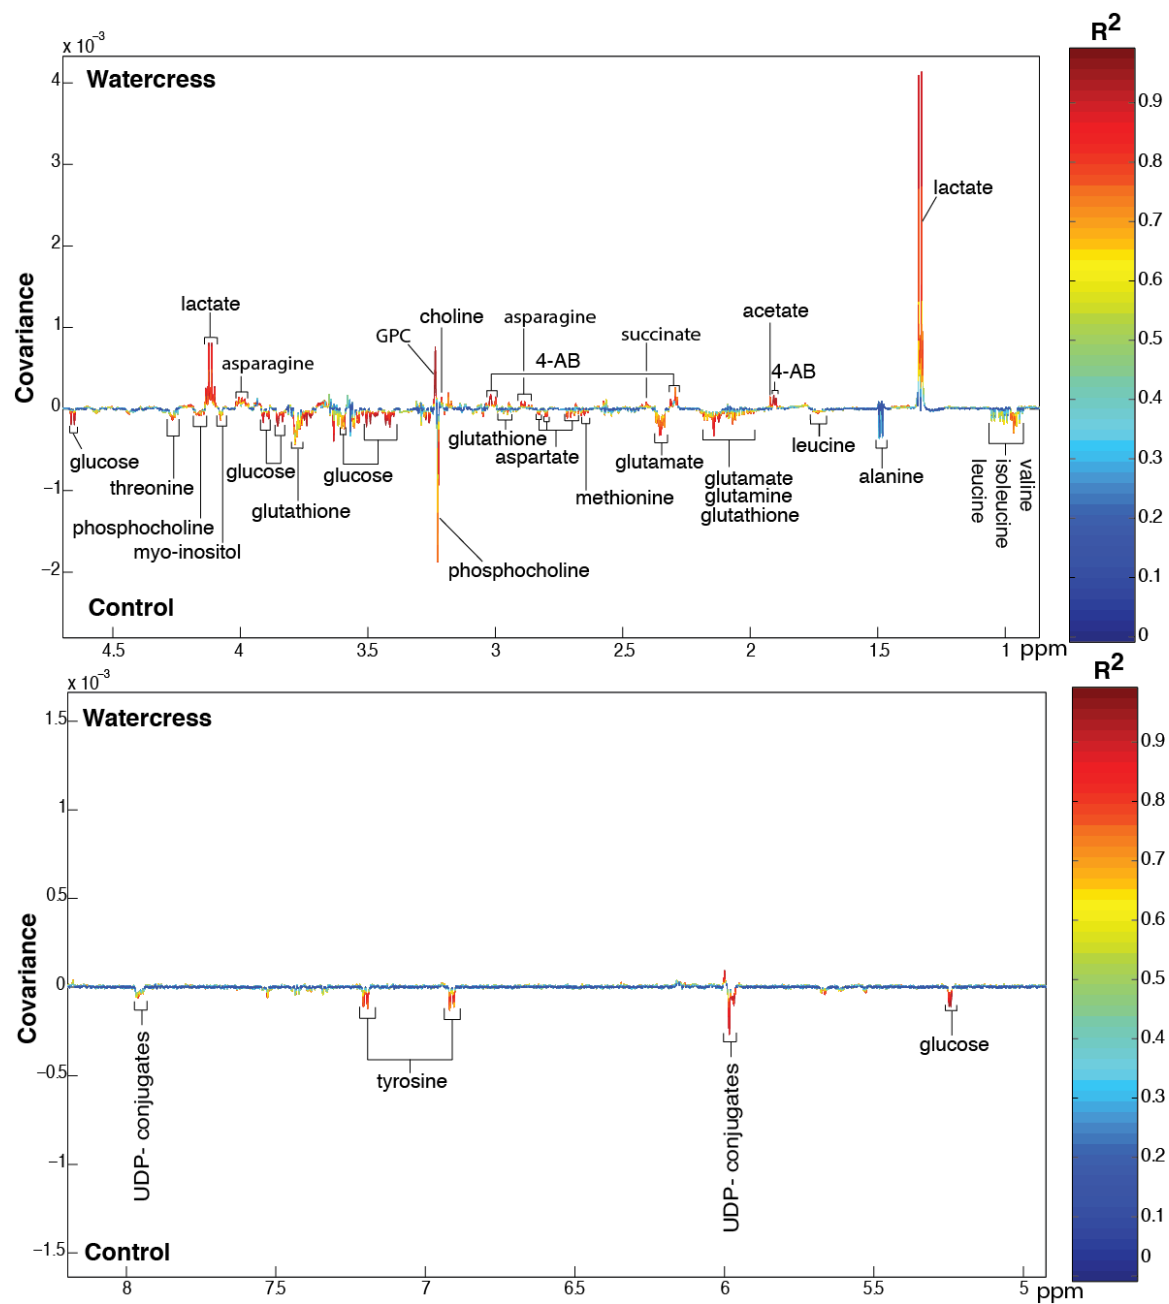 R2
x 10−3
Watercress
4
3
2
1
0
−1
−2
Covariance
lactate
lactate
asparagine
GPC
choline
asparagine
4-AB
succinate
acetate
4-AB
glucose
threonine
phosphocholine
myo-inositol
glucose
glutathione
glucose
phosphocholine
glutathione
aspartate
methionine
glutamate
glutamate
glutamine
glutathione
leucine
alanine
leucine
isoleucine
valine
Control
4.5
4
3.5
3
2.5
2
1.5
1
ppm
0.9
0.8
0.7
0.6
0.5
0.4
0.3
0.2
0.1
0
R2
x 10−3
Watercress
1.5
1
0.5
0
−0.5
−1
−1.5
Covariance
UDP- conjugates
tyrosine
UDP- conjugates
glucose
Control
8
7.5
7
6.5
6
5.5
5
ppm
0.9
0.8
0.7
0.6
0.5
0.4
0.3
0.2
0.1
0